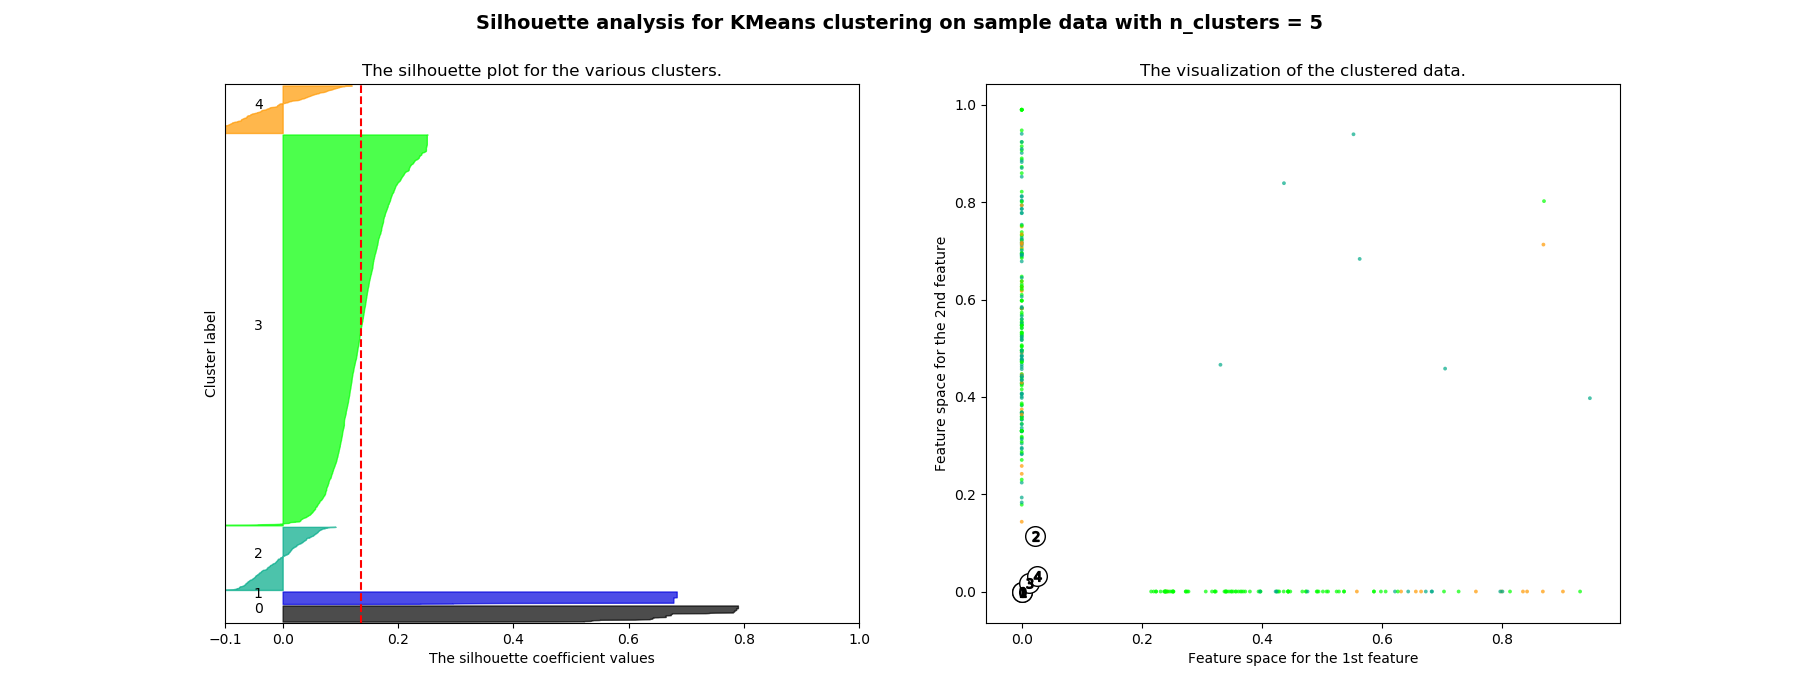 Silhouette analysis for KMeans clustering on sample data with n_clusters = 5
The silhouette plot for the various clusters.
4
3
2
1
0
Cluster label
−0.1 0.0 0.2 0.4 0.6 0.8 1.0
The silhouette coefficient values
The visualization of the clustered data.
1.0
0.8
0.6
0.4
0.2
0.0
Feature space for the 2nd feature
2
3 4
0.0 0.2 0.4 0.6 0.8
Feature space for the 1st feature